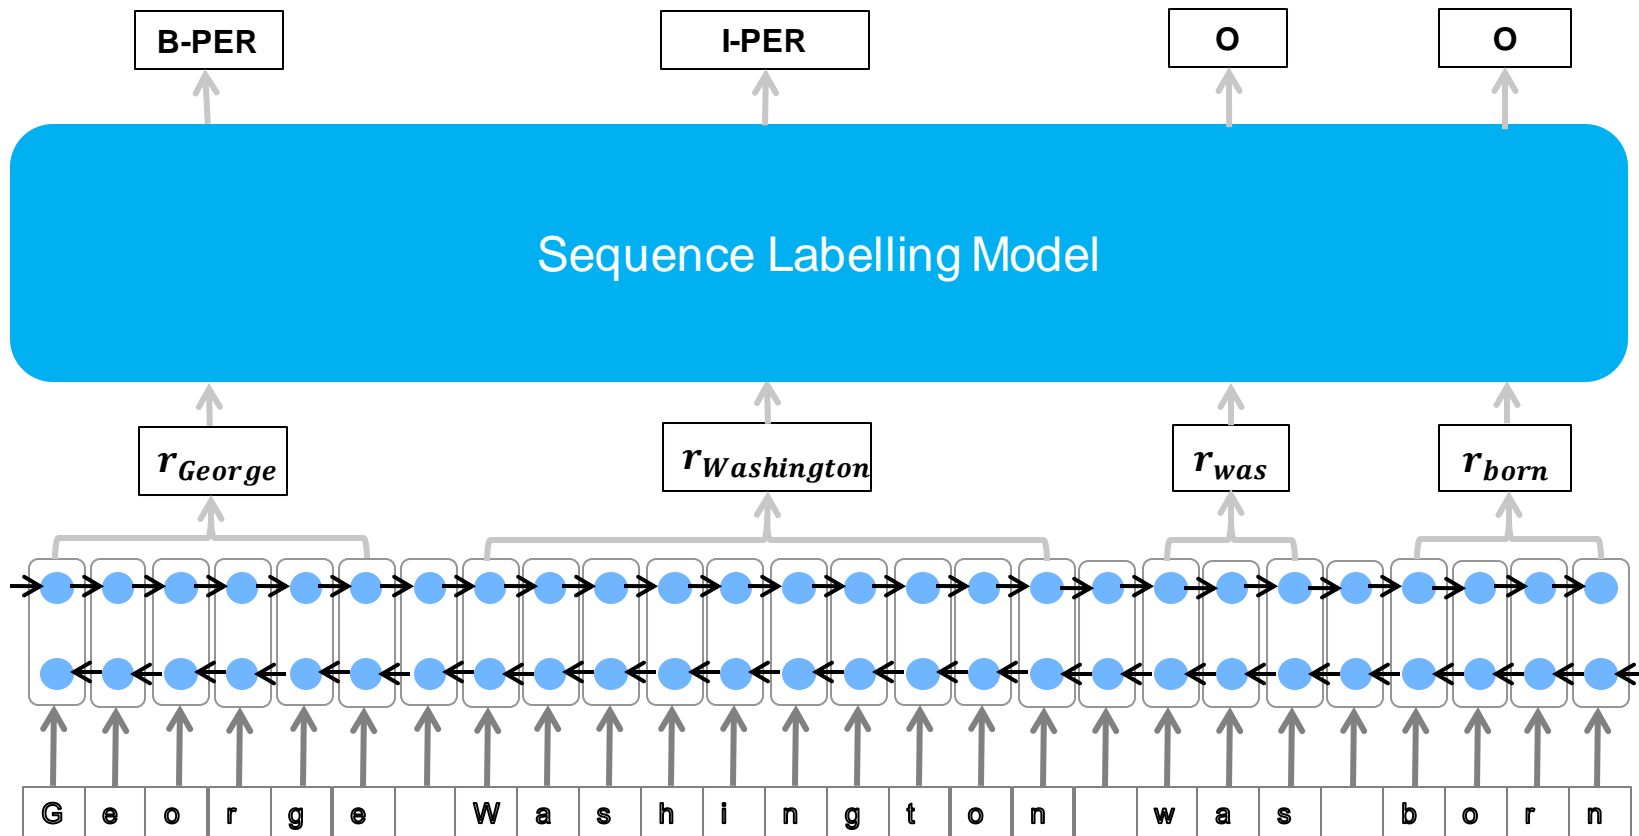 B-PER I-PER O O
Sequence Labelling Model
r_George r_Washington r_was r_born
G e o r g e W a s h i n g t o n w a s b o r n